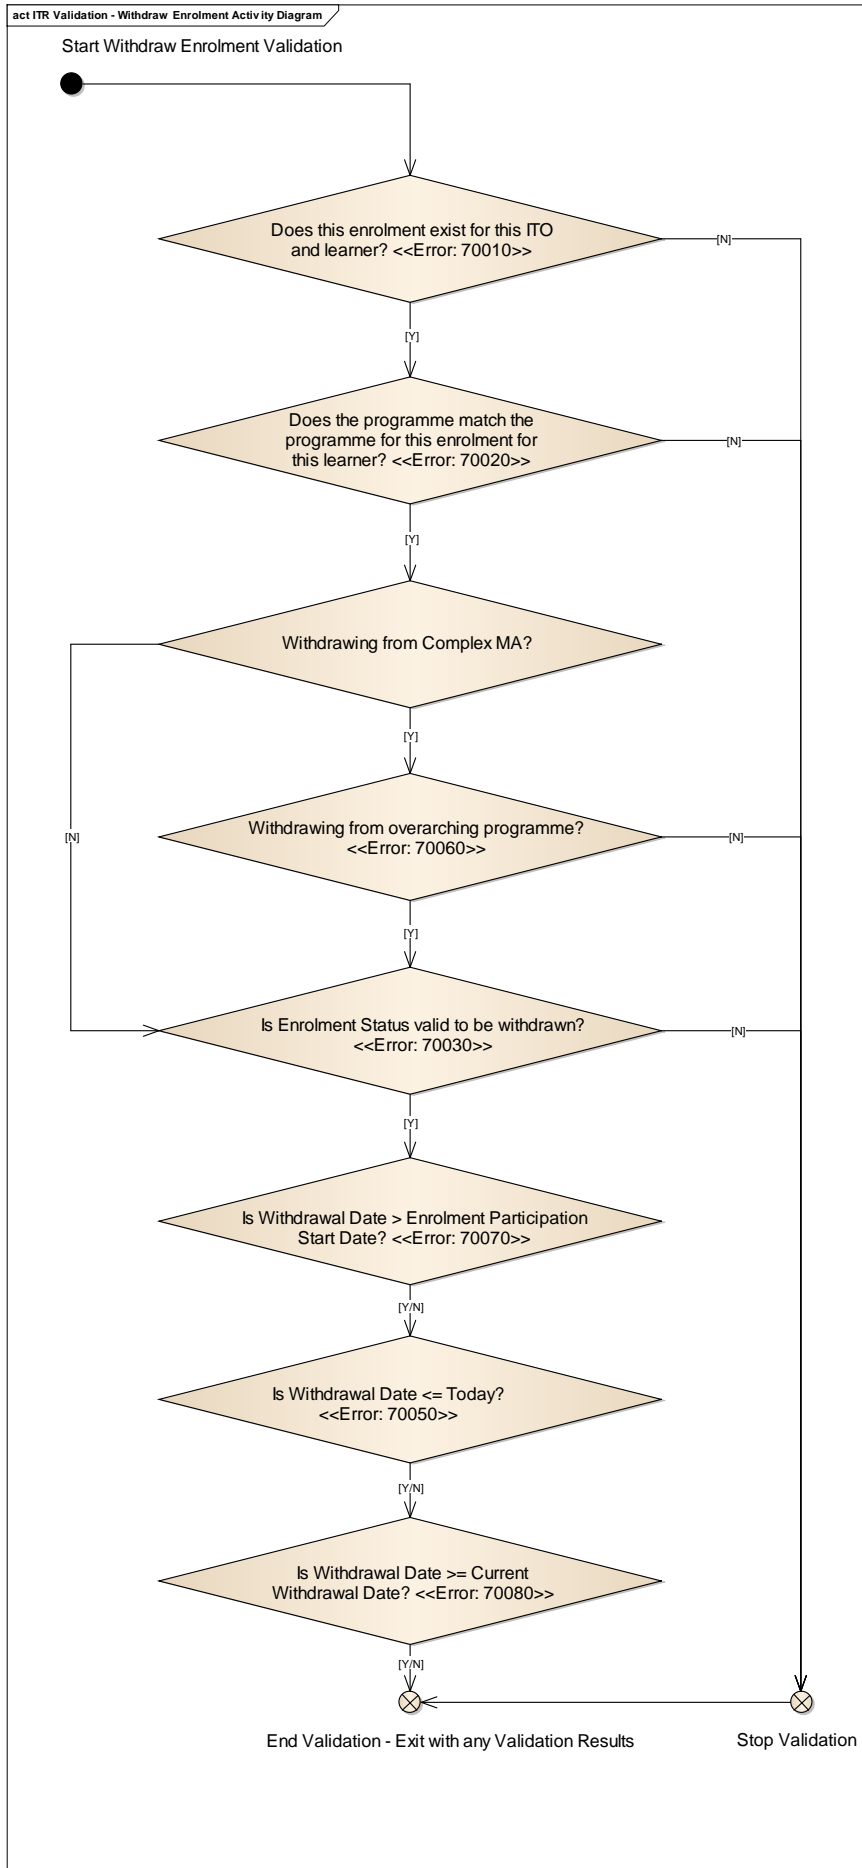 act ITR Validation - Withdraw Enrolment Activity Diagram
Start Withdraw Enrolment Validation
Does this enrolment exist for this ITO
and learner? <<Error: 70010>>
[N]
[Y]
Does the programme match the
programme for this enrolment for
this learner? <<Error: 70020>>
[N]
[Y]
Withdrawing from Complex MA?
[Y]
[N]
Withdrawing from overarching programme?
<<Error: 70060>>
[N]
[Y]
Is Enrolment Status valid to be withdrawn?
<<Error: 70030>>
[N]
[Y]
Is Withdrawal Date > Enrolment Participation
Start Date? <<Error: 70070>>
[Y/N]
Is Withdrawal Date <= Today?
<<Error: 70050>>
[Y/N]
Is Withdrawal Date >= Current
Withdrawal Date? <<Error: 70080>>
[Y/N]
End Validation - Exit with any Validation Results
Stop Validation